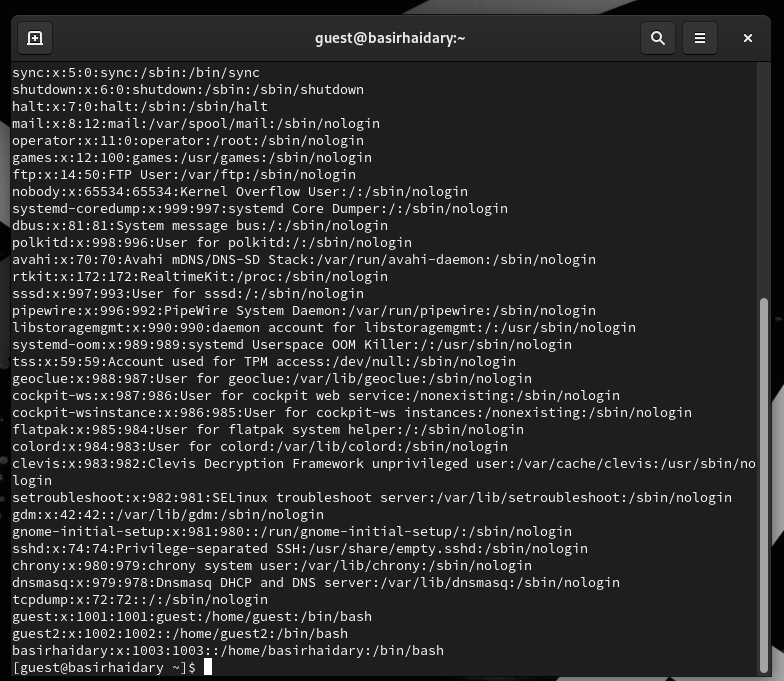 guest@basirhaidary:~
sync:x:5:0:sync:/sbin:/bin/sync
shutdown:x:6:0:shutdown:/sbin:/sbin/shutdown
halt:x:7:0:halt:/sbin:/sbin/halt
mail:x:8:12:mail:/var/spool/mail:/sbin/nologin
operator:x:11:0:operator:/root:/sbin/nologin
games:x:12:100:games:/usr/games:/sbin/nologin
ftp:x:14:50:FTP User:/var/ftp:/sbin/nologin
nobody:x:65534:65534:Kernel Overflow User:/:/sbin/nologin
systemd-coredump:x:999:997:systemd Core Dumper:/:/sbin/nologin
dbus:x:81:81:System message bus:/:/sbin/nologin
polkitd:x:998:996:User for polkitd:/:/sbin/nologin
avahi:x:70:70:Avahi mDNS/DNS-SD Stack:/var/run/avahi-daemon:/sbin/nologin
rtkit:x:172:172:RealtimeKit:/proc:/sbin/nologin
sssd:x:997:993:User for sssd:/:/sbin/nologin
pipewire:x:996:992:PipeWire System Daemon:/var/run/pipewire:/sbin/nologin
libstoragemgmt:x:990:990:daemon account for libstoragemgmt:/:/usr/sbin/nologin
systemd-oom:x:989:989:systemd Userspace OOM Killer:/:/usr/sbin/nologin
tss:x:59:59:Account used for TPM access:/dev/null:/sbin/nologin
geoclue:x:988:987:User for geoclue:/var/lib/geoclue:/sbin/nologin
cockpit-ws:x:987:986:User for cockpit web service:/nonexisting:/sbin/nologin
cockpit-wsinstance:x:986:985:User for cockpit-ws instances:/nonexisting:/sbin/nologin
flatpak:x:985:984:User for flatpak system helper:/:/sbin/nologin
colord:x:984:983:User for colord:/var/lib/colord:/sbin/nologin
clevis:x:983:982:Clevis Decryption Framework unprivileged user:/var/cache/clevis:/usr/sbin/no
login
setroubleshoot:x:982:981:SELinux troubleshoot server:/var/lib/setroubleshoot:/sbin/nologin
gdm:x:42:42::/var/lib/gdm:/sbin/nologin
gnome-initial-setup:x:981:980::/run/gnome-initial-setup/:/sbin/nologin
sshd:x:74:74:Privilege-separated SSH:/usr/share/empty.sshd:/sbin/nologin
chrony:x:980:979:chrony system user:/var/lib/chrony:/sbin/nologin
dnsmasq:x:979:978:Dnsmasq DHCP and DNS server:/var/lib/dnsmasq:/sbin/nologin
tcpdump:x:72:72::/:/sbin/nologin
guest:x:1001:1001:guest:/home/guest:/bin/bash
guest2:x:1002:1002::/home/guest2:/bin/bash
basirhaidary:x:1003:1003::/home/basirhaidary:/bin/bash
[guest@basirhaidary ~]$